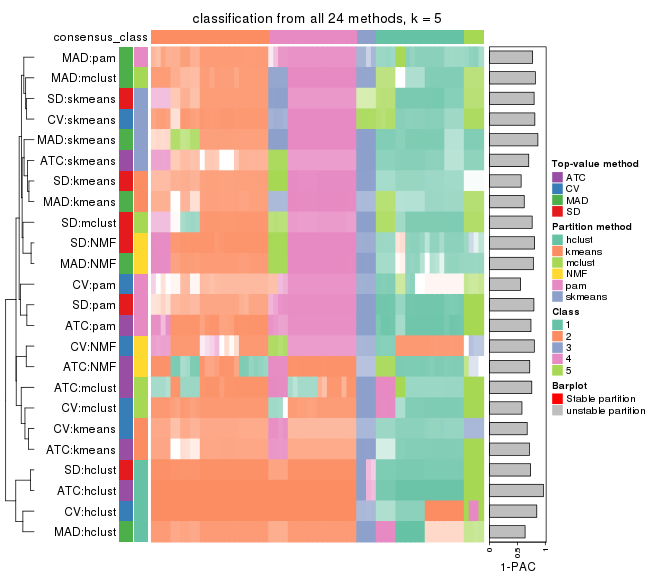 classification from all 24 methods, k = 5
consensus_class
MAD:pam
MAD:mclust
SD:skmeans
CV:skmeans
MAD:skmeans
ATC:skmeans
SD:kmeans
MAD:kmeans
SD:mclust
SD:NMF
MAD:NMF
CV:pam
SD:pam
ATC:pam
CV:NMF
ATC:NMF
ATC:mclust
CV:mclust
CV:kmeans
ATC:kmeans
SD:hclust
ATC:hclust
CV:hclust
MAD:hclust
0
0.5
1
1-PAC
Top-value method
ATC
CV
MAD
SD
Partition method
hclust
kmeans
mclust
NMF
pam
skmeans
Class
1
2
3
4
5
Barplot
Stable partition
unstable partition